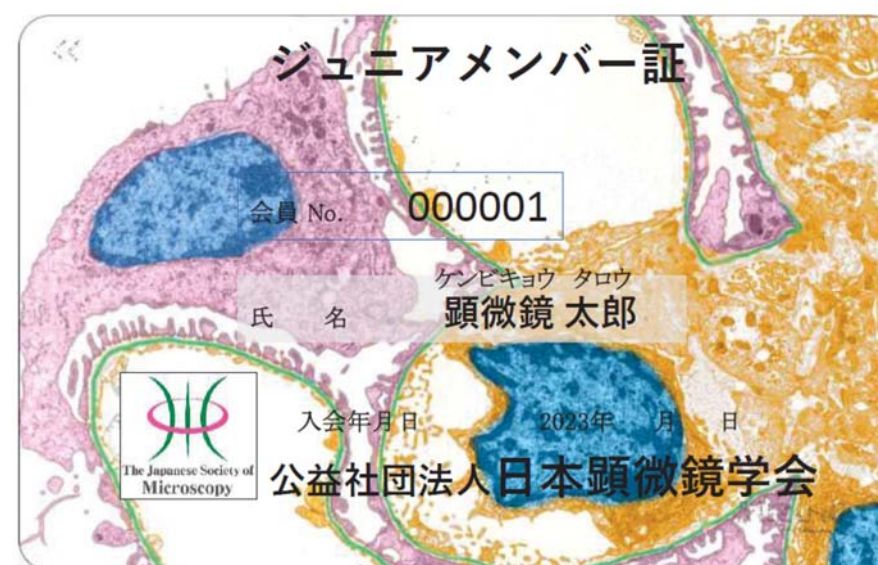 ジュニアメンバー証
会員 No. 000001
ケンビキョウ タロウ
氏 名 顕微鏡 太郎
入会年月日 2023年 月 日
The Japanese Society of
Microscopy
公益社団法人日本顕微鏡学会